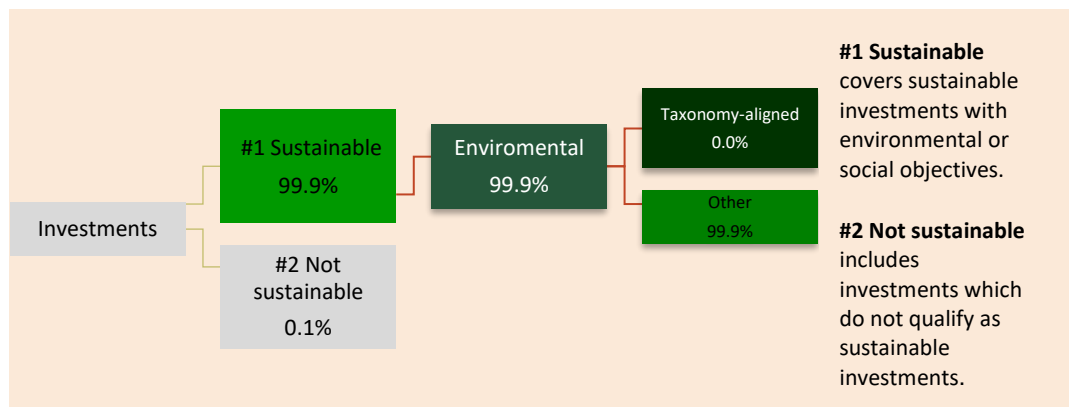 Investments
#1 Sustainable
99.9%
#2 Not
sustainable
0.1%
Enviromental
99.9%
Taxonomy-aligned
0.0%
Other
99.9%
#1 Sustainable
covers sustainable
investments with
environmental or
social objectives.
#2 Not sustainable
includes
investments which
do not qualify as
sustainable
investments.